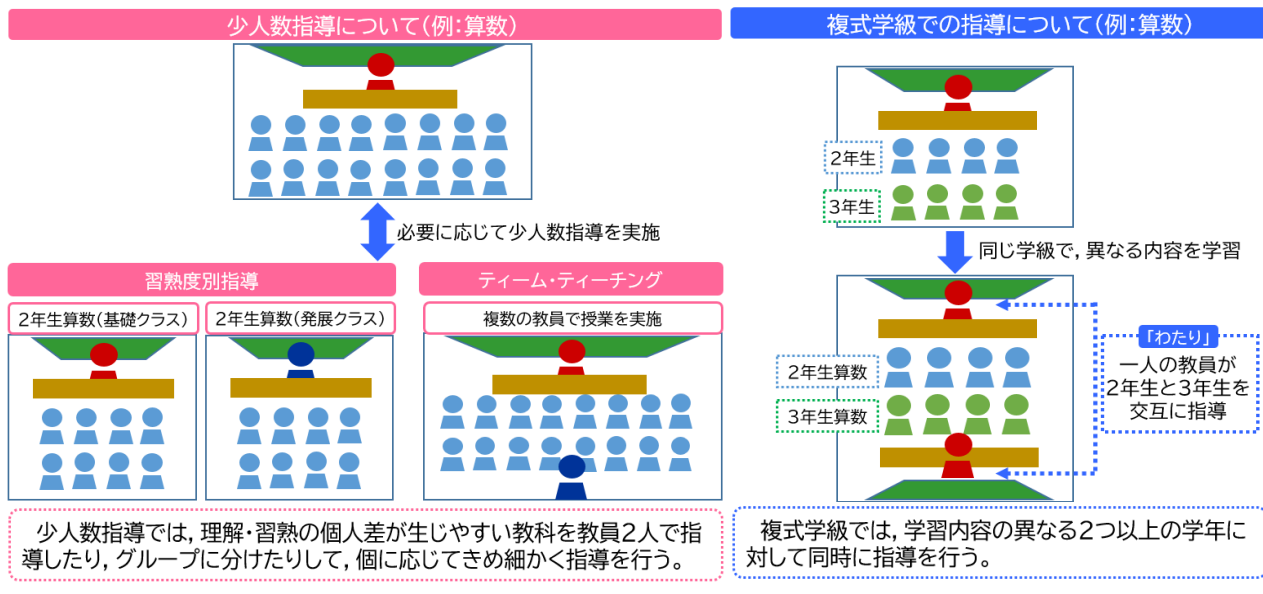 少人数指導について(例:算数)
必要に応じて少人数指導を実施
習熟度別指導
2年生算数(基礎クラス)
2年生算数(発展クラス)
ティーム・ティーチング
複数の教員で授業を実施
少人数指導では,理解・習熟の個人差が生じやすい教科を教員2人で指
導したり,グループに分けたりして,個に応じてきめ細かく指導を行う。
複式学級での指導について(例:算数)
2年生
3年生
同じ学級で,異なる内容を学習
2年生算数
3年生算数
「わたり」
一人の教員が
2年生と3年生を
交互に指導
複式学級では,学習内容の異なる2つ以上の学年に
対して同時に指導を行う。